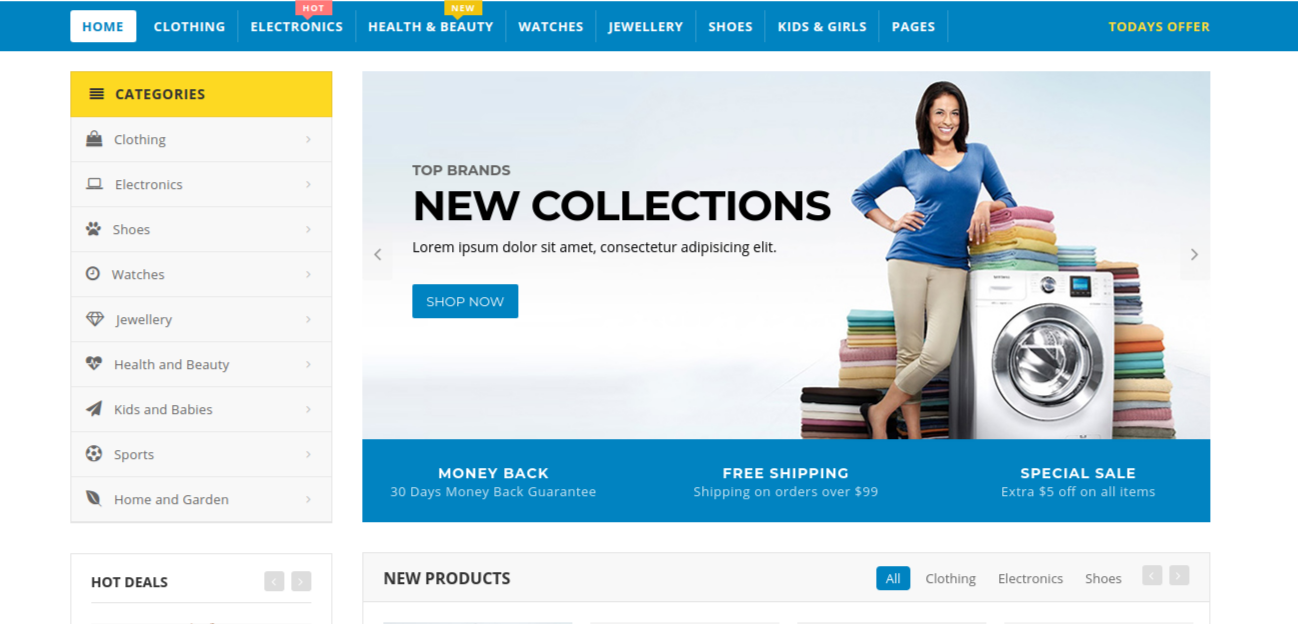 HOT
NEW
HOME CLOTHING ELECTRONICS HEALTH & BEAUTY WATCHES JEWELLERY SHOES KIDS & GIRLS PAGES TODAYS OFFER
CATEGORIES
Clothing
Electronics
Shoes
Watches
Jewellery
Health and Beauty
Kids and Babies
Sports
Home and Garden
TOP BRANDS
NEW COLLECTIONS
Lorem ipsum dolor sit amet, consectetur adipisicing elit.
SHOP NOW
MONEY BACK
30 Days Money Back Guarantee
FREE SHIPPING
Shipping on orders over $99
SPECIAL SALE
Extra $5 off on all items
HOT DEALS
NEW PRODUCTS
All Clothing Electronics Shoes